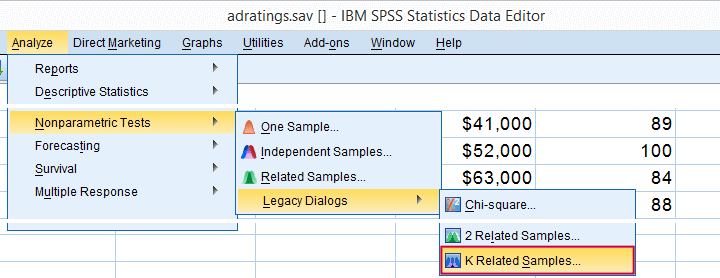 adratings.sav [] - IBM SPSS Statistics Data Editor
Analyze Direct Marketing Graphs Utilities Add-ons Window Help
Reports
Descriptive Statistics
Nonparametric Tests
Forecasting
Survival
Multiple Response
One Sample...
Independent Samples...
Related Samples...
Legacy Dialogs
Chi-square...
2 Related Samples...
K Related Samples...
$41,000 89
$52,000 100
$63,000 84
88